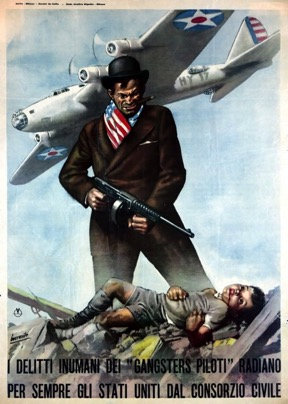 I DELITTI INUMANI DEI "GANGSTERS PILOTI" RADIANO
PER SEMPRE GLI STATI UNITI DAL CONSORZIO CIVILE